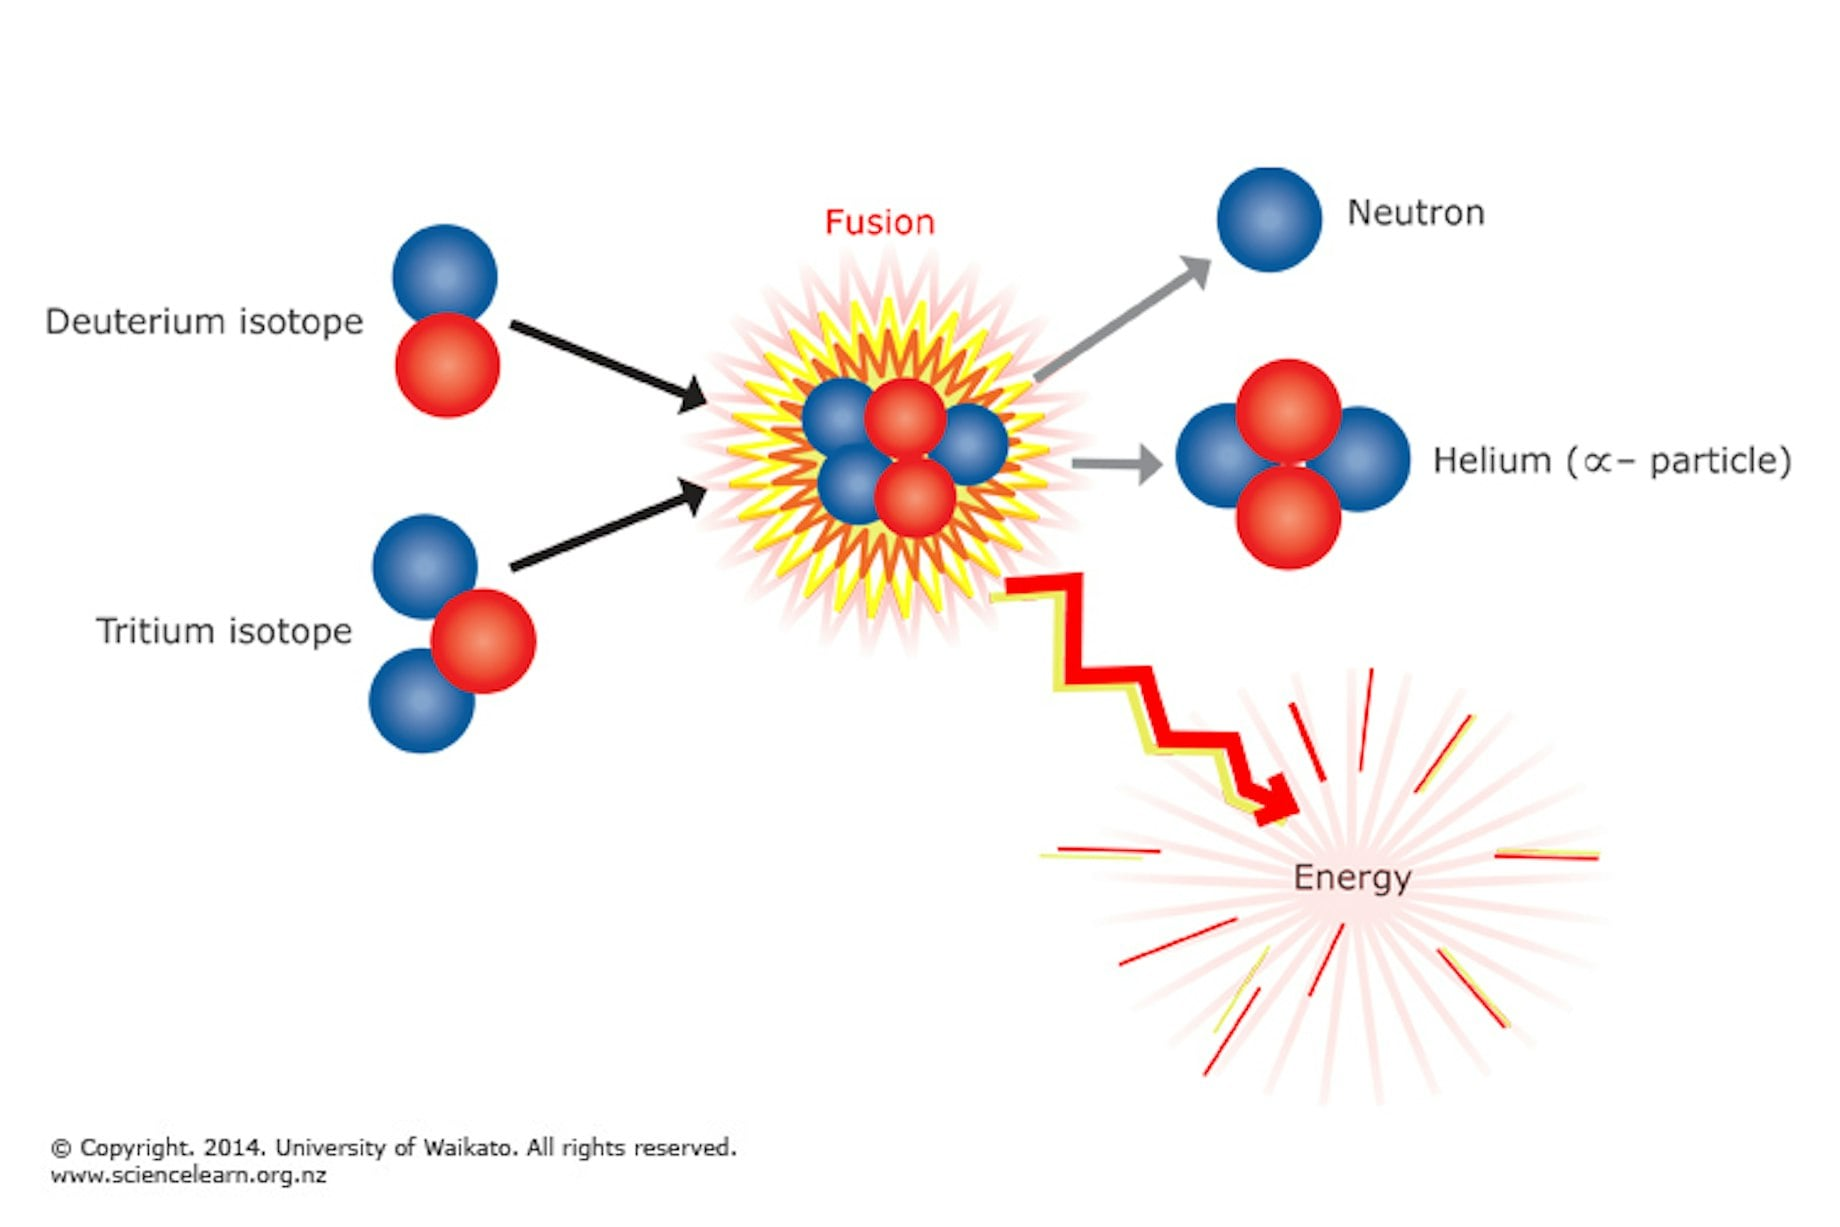 Fusion
Neutron
Deuterium isotope
Helium (∝– particle)
Tritium isotope
Energy
© Copyright. 2014. University of Waikato. All rights reserved.
www.sciencelearn.org.nz